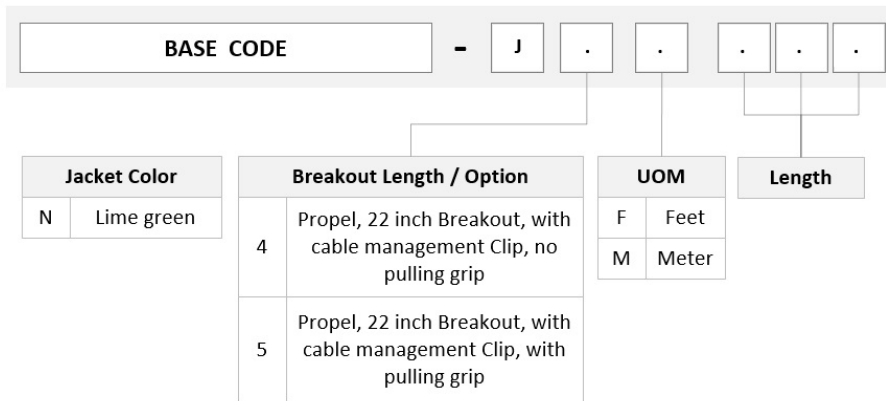 BASE CODE - J . . . . .
Jacket Color
N Lime green
Breakout Length / Option
4 Propel, 22 inch Breakout, with
cable management Clip, no
pulling grip
5 Propel, 22 inch Breakout, with
cable management Clip, with
pulling grip
UOM
F Feet
M Meter
Length